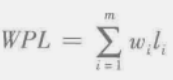 WPL = \sum_{i=1}^{m} w_i l_i